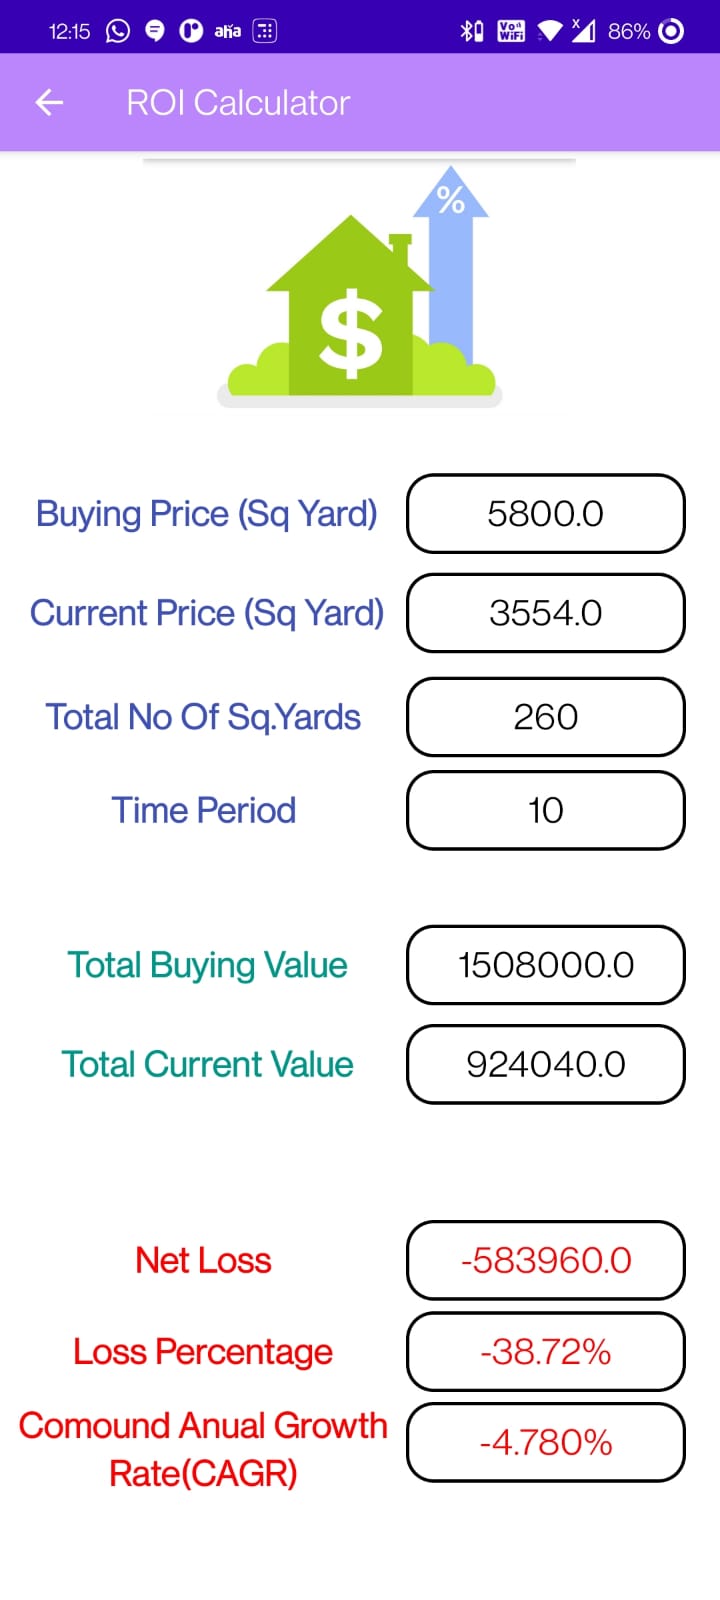 12:15 aha Vo)) WiFi x 86%
ROI Calculator
%
$
Buying Price (Sq Yard) 5800.0
Current Price (Sq Yard) 3554.0
Total No Of Sq.Yards 260
Time Period 10
Total Buying Value 1508000.0
Total Current Value 924040.0
Net Loss -583960.0
Loss Percentage -38.72%
Comound Anual Growth
Rate(CAGR) -4.780%